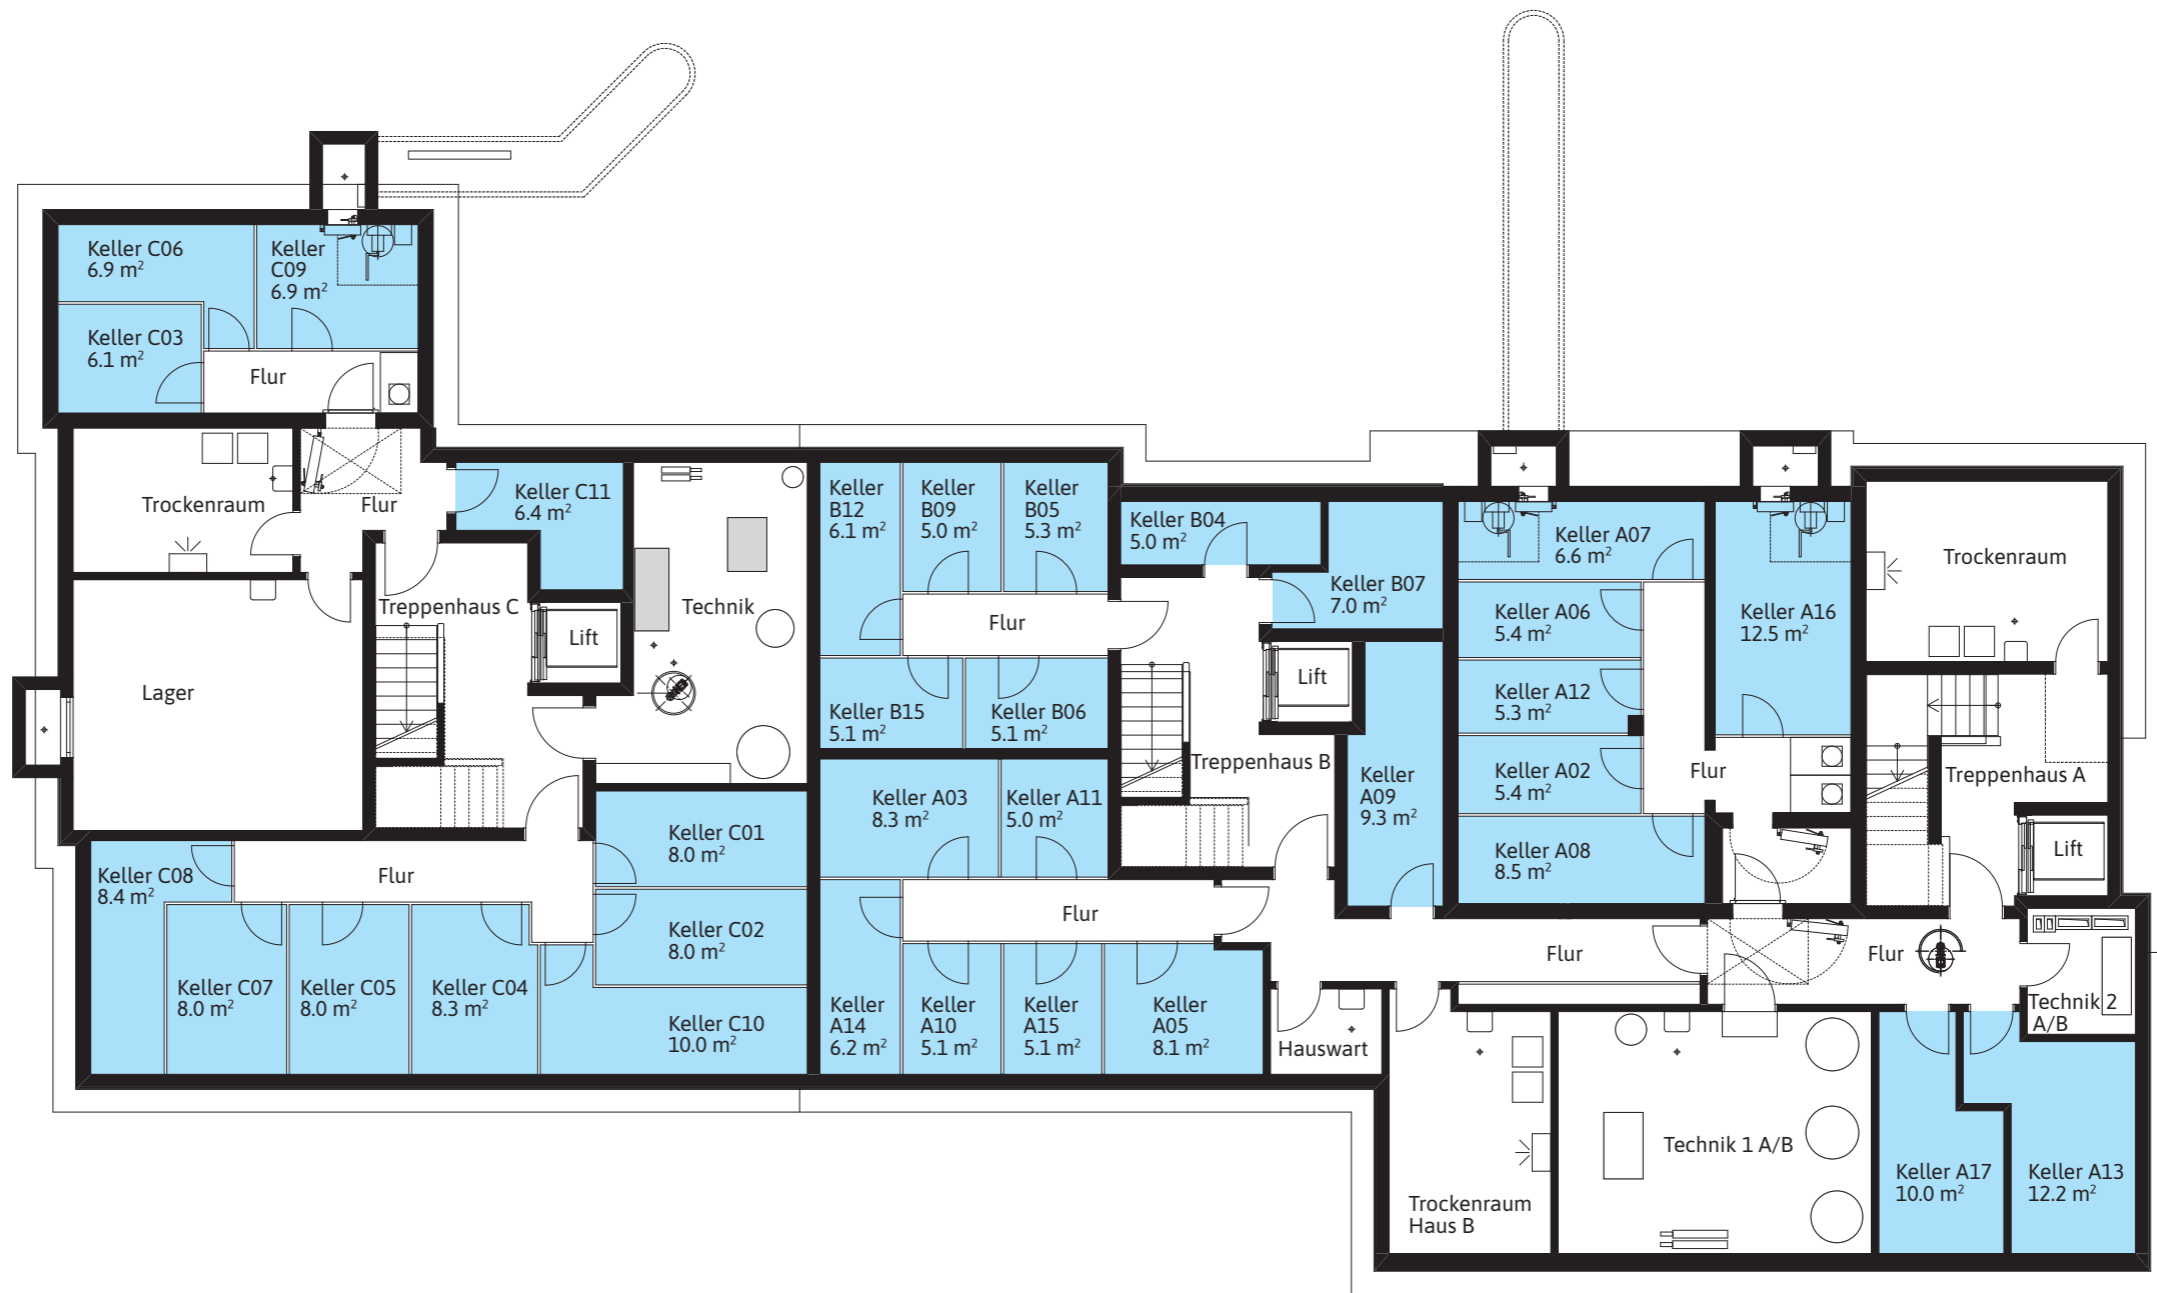 Keller C06
6.9 m²
Keller
C09
6.9 m²
Keller C03
6.1 m²
Flur
Trockenraum
Flur
Keller C11
6.4 m²
Treppenhaus C
Lift
Technik
Lager
Keller
B12
6.1 m²
Keller
B09
5.0 m²
Keller
B05
5.3 m²
Flur
Keller B15
5.1 m²
Keller B06
5.1 m²
Keller B04
5.0 m²
Keller B07
7.0 m²
Lift
Treppenhaus B
Keller
A09
9.3 m²
Keller A07
6.6 m²
Keller A06
5.4 m²
Keller A12
5.3 m²
Keller A02
5.4 m²
Keller A08
8.5 m²
Keller A16
12.5 m²
Flur
Trockenraum
Treppenhaus A
Lift
Keller C01
8.0 m²
Keller C02
8.0 m²
Keller C08
8.4 m²
Flur
Keller C07
8.0 m²
Keller C05
8.0 m²
Keller C04
8.3 m²
Keller C10
10.0 m²
Keller A03
8.3 m²
Keller A11
5.0 m²
Flur
Keller
A14
6.2 m²
Keller
A10
5.1 m²
Keller
A15
5.1 m²
Keller
A05
8.1 m²
Hauswart
Flur
Flur
Technik 2
A/B
Trockenraum
Haus B
Technik 1 A/B
Keller A17
10.0 m²
Keller A13
12.2 m²